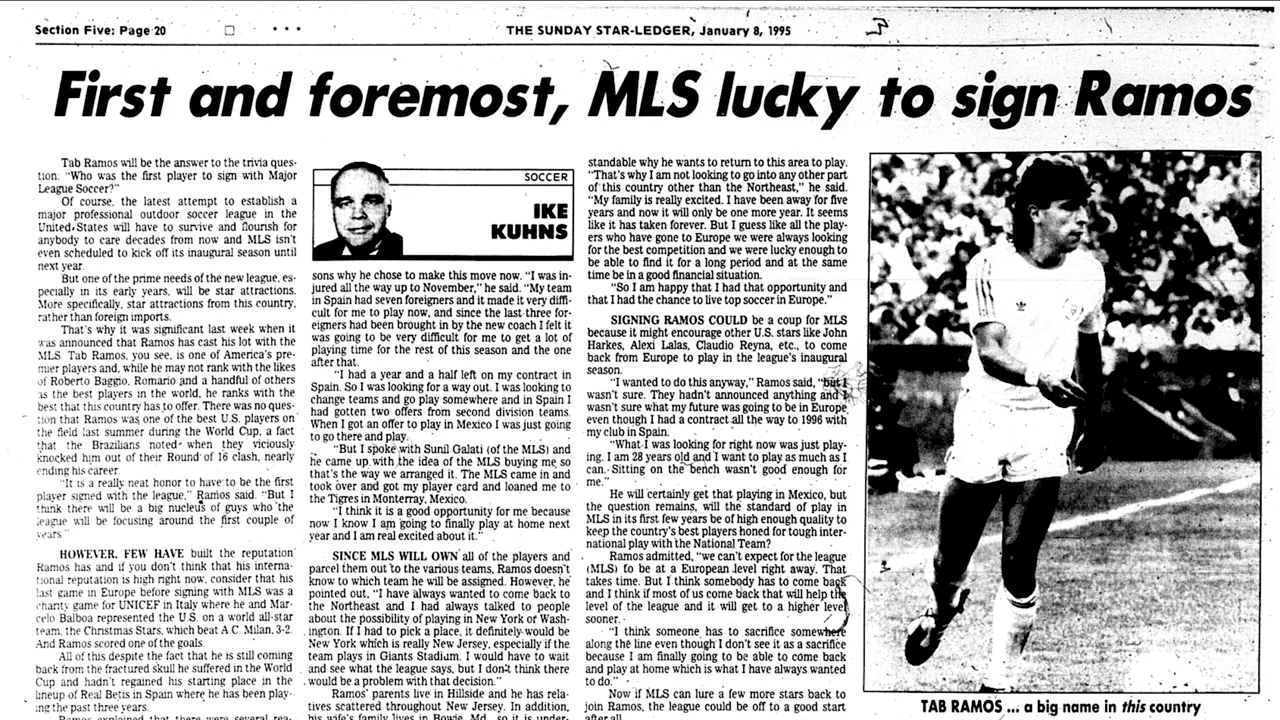 Section Five: Page 20
THE SUNDAY STAR-LEDGER, January 8, 1995
First and foremost, MLS lucky to sign Ramos
Tab Ramos will be the answer to the trivia ques-
tion: "Who was the first player to sign with Major
League Soccer?"
Of course, the latest attempt to establish a
major professional outdoor soccer league in the
United States will have to survive and flourish for
anybody to care decades from now and MLS isn't
even scheduled to kick off its inaugural season until
next year.
But one of the prime needs of the new league, es-
pecially in its early years, will be star attractions.
More specifically, star attractions from this country,
rather than foreign imports.
That's why it was significant last week when it
was announced that Ramos has cast his lot with the
MLS. Tab Ramos, you see, is one of America's pre-
mier players and, while he may not rank with the likes
of Roberto Baggio, Romario and a handful of others
as the best players in the world, he ranks with the
best that this country has to offer. There was no ques-
tion that Ramos was one of the best U.S. players on
the field last summer during the World Cup, a fact
that the Brazilians noted when they viciously
knocked him out of their Round of 16 clash, nearly
ending his career.
"It is a really neat honor to have to be the first
player signed with the league," Ramos said. "But I
think there will be a big nucleus of guys who the
league will be focusing around the first couple of
years."
HOWEVER, FEW HAVE built the reputation
Ramos has and if you don't think that his interna-
tional reputation is high right now, consider that his
last game in Europe before signing with MLS was a
charity game for UNICEF in Italy where he and Mar-
celo Balboa represented the U.S. on a world all-star
team, the Christmas Stars, which beat A.C. Milan, 3-2.
And Ramos scored one of the goals.
All of this despite the fact that he is still coming
back from the fractured skull he suffered in the World
Cup and hadn't regained his starting place in the
lineup of Real Betis in Spain where he has been play-
ing the past three years.
Ramos explained that there were several rea-
SOCCER
IKE
KUHNS
sons why he chose to make this move now. "I was in-
jured all the way up to November," he said. "My team
in Spain had seven foreigners and it made it very diffi-
cult for me to play now, and since the last three for-
eigners had been brought in by the new coach I felt it
was going to be very difficult for me to get a lot of
playing time for the rest of this season and the one
after that.
"I had a year and a half left on my contract in
Spain. So I was looking for a way out. I was looking to
change teams and go play somewhere and in Spain I
had gotten two offers from second division teams.
When I got an offer to play in Mexico I was just going
to go there and play.
"But I spoke with Sunil Galati (of the MLS) and
he came up with the idea of the MLS buying me so
that's the way we arranged it. The MLS came in and
took over and got my player card and loaned me to
the Tigres in Monterray, Mexico.
"I think it is a good opportunity for me because
now I know I am going to finally play at home next
year and I am real excited about it."
SINCE MLS WILL OWN all of the players and
parcel them out to the various teams, Ramos doesn't
know to which team he will be assigned. However, he
pointed out, "I have always wanted to come back to
the Northeast and I had always talked to people
about the possibility of playing in New York or Wash-
ington. If I had to pick a place, it definitely would be
New York which is really New Jersey, especially if the
team plays in Giants Stadium. I would have to wait
and see what the league says, but I don't think there
would be a problem with that decision."
Ramos' parents live in Hillside and he has rela-
tives scattered throughout New Jersey. In addition,
his wife's family lives in Bowie, Md., so it is under-
standable why he wants to return to this area to play.
"That's why I am not looking to go into any other part
of this country other than the Northeast," he said.
"My family is really excited. I have been away for five
years and now it will only be one more year. It seems
like it has taken forever. But I guess like all the play-
ers who have gone to Europe we were always looking
for the best competition and we were lucky enough to
be able to find it for a long period and at the same
time be in a good financial situation.
"So I am happy that I had that opportunity and
that I had the chance to live top soccer in Europe."
SIGNING RAMOS COULD be a coup for MLS
because it might encourage other U.S. stars like John
Harkes, Alexi Lalas, Claudio Reyna, etc., to come
back from Europe to play in the league's inaugural
season.
"I wanted to do this anyway," Ramos said, "but I
wasn't sure. They hadn't announced anything and I
wasn't sure what my future was going to be in Europe
even though I had a contract all the way to 1996 with
my club in Spain.
"What I was looking for right now was just play-
ing. I am 28 years old and I want to play as much as I
can. Sitting on the bench wasn't good enough for
me."
He will certainly get that playing in Mexico, but
the question remains, will the standard of play in
MLS in its first few years be of high enough quality to
keep the country's best players honed for tough inter-
national play with the National Team?
Ramos admitted, "we can't expect for the league
(MLS) to be at a European level right away. That
takes time. But I think somebody has to come back
and I think if most of us come back that will help the
level of the league and it will get to a higher level
sooner.
"I think someone has to sacrifice somewhere
along the line even though I don't see it as a sacrifice
because I am finally going to be able to come back
and play at home which is what I have always wanted
to do."
Now if MLS can lure a few more stars back to
join Ramos, the league could be off to a good start
after all.
TAB RAMOS ... a big name in this country